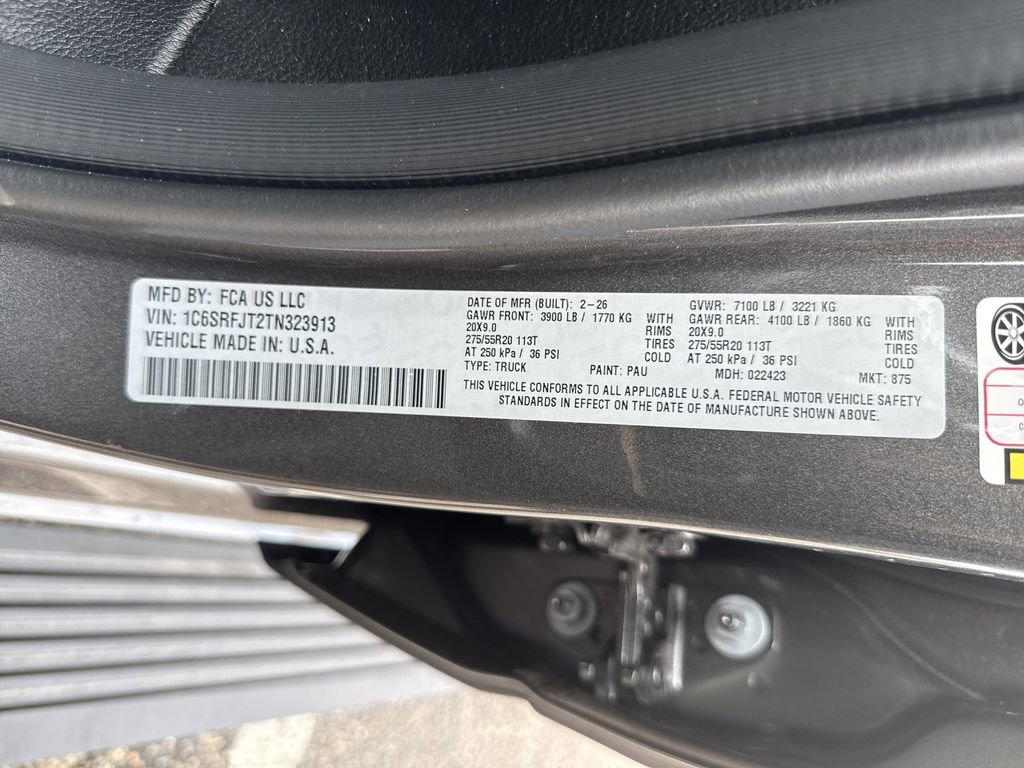 MFD BY: FCA US LLC
VIN: 1C6SRFJT2TN323913
VEHICLE MADE IN: U.S.A.
DATE OF MFR (BUILT): 2-26
GAWR FRONT: 3900 LB / 1770 KG WITH
20X9.0 RIMS
275/55R20 113T TIRES
AT 250 kPa / 36 PSI COLD
TYPE: TRUCK PAINT: PAU
GVWR: 7100 LB / 3221 KG
GAWR REAR: 4100 LB / 1860 KG WITH
20X9.0 RIMS
275/55R20 113T TIRES
AT 250 kPa / 36 PSI COLD
MDH: 022423 MKT: 875
THIS VEHICLE CONFORMS TO ALL APPLICABLE U.S.A. FEDERAL MOTOR VEHICLE SAFETY
STANDARDS IN EFFECT ON THE DATE OF MANUFACTURE SHOWN ABOVE.